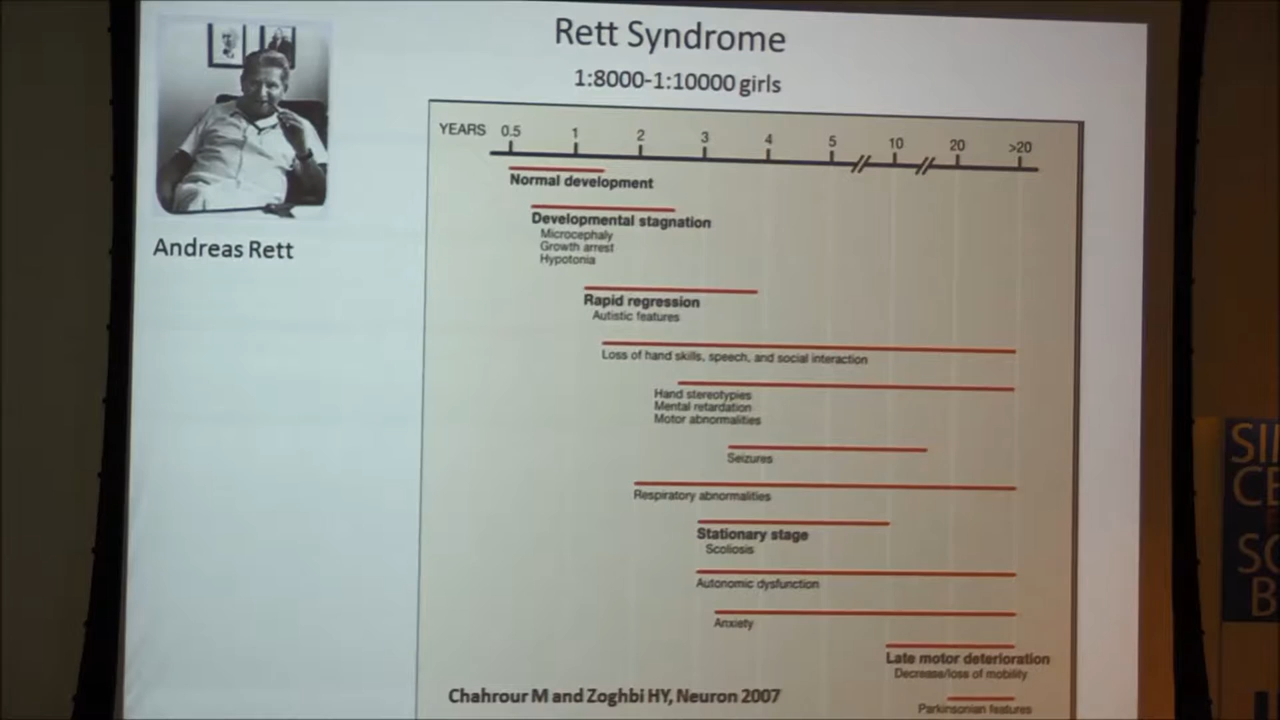 Rett Syndrome
1:8000-1:10000 girls
Andreas Rett
YEARS 0.5 1 2 3 4 5 10 20 >20
Normal development
Developmental stagnation
Microcephaly
Growth arrest
Hypotonia
Rapid regression
Autistic features
Loss of hand skills, speech, and social interaction
Hand stereotypies
Mental retardation
Motor abnormalities
Seizures
Respiratory abnormalities
Stationary stage
Scoliosis
Autonomic dysfunction
Anxiety
Late motor deterioration
Decrease/loss of mobility
Parkinsonian features
Chahrour M and Zoghbi HY, Neuron 2007
SI
CE
SO
B